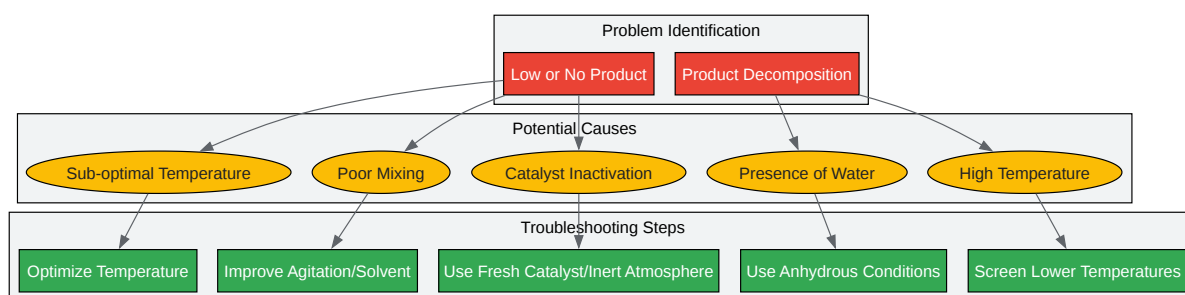 Problem Identification
Low or No Product
Product Decomposition
Potential Causes
Sub-optimal Temperature
Poor Mixing
Catalyst Inactivation
Presence of Water
High Temperature
Troubleshooting Steps
Optimize Temperature
Improve Agitation/Solvent
Use Fresh Catalyst/Inert Atmosphere
Use Anhydrous Conditions
Screen Lower Temperatures